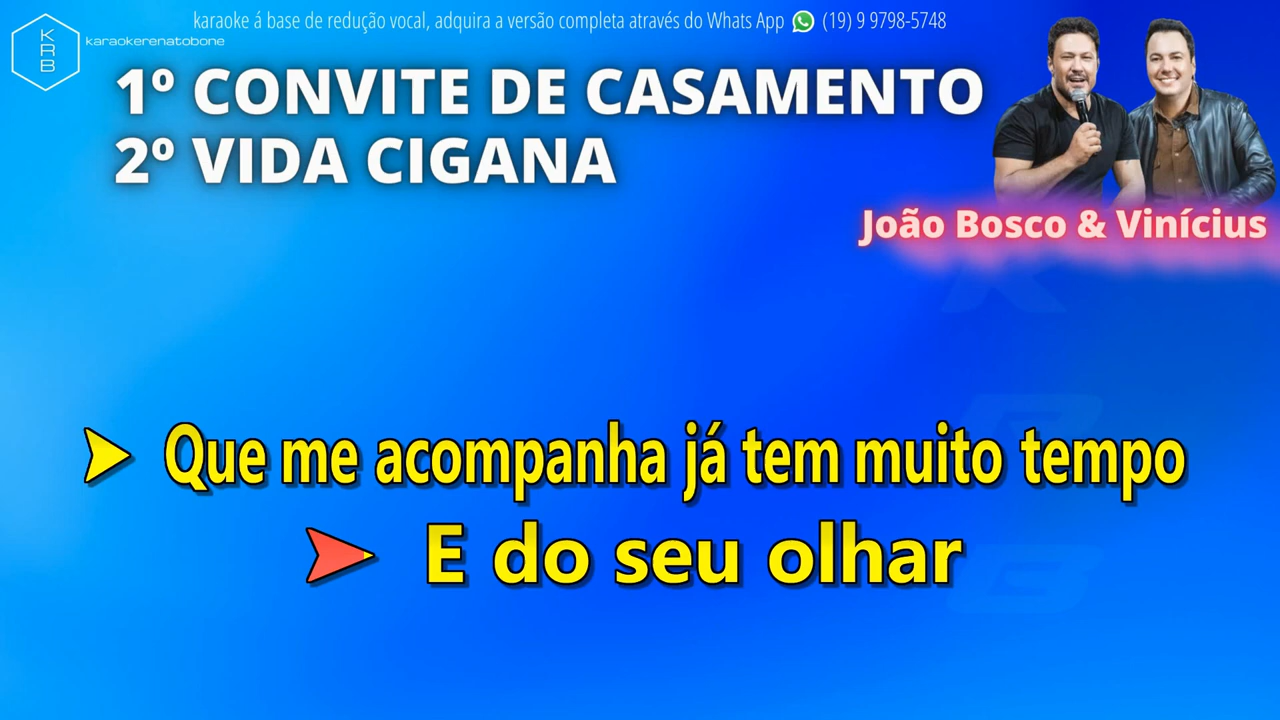 karaoke á base de redução vocal, adquira a versão completa através do Whats App (19) 9 9798-5748
K
R
B
karaokerenatobone
1º CONVITE DE CASAMENTO
2º VIDA CIGANA
João Bosco & Vinícius
Que me acompanha já tem muito tempo
E do seu olhar
K
R
B